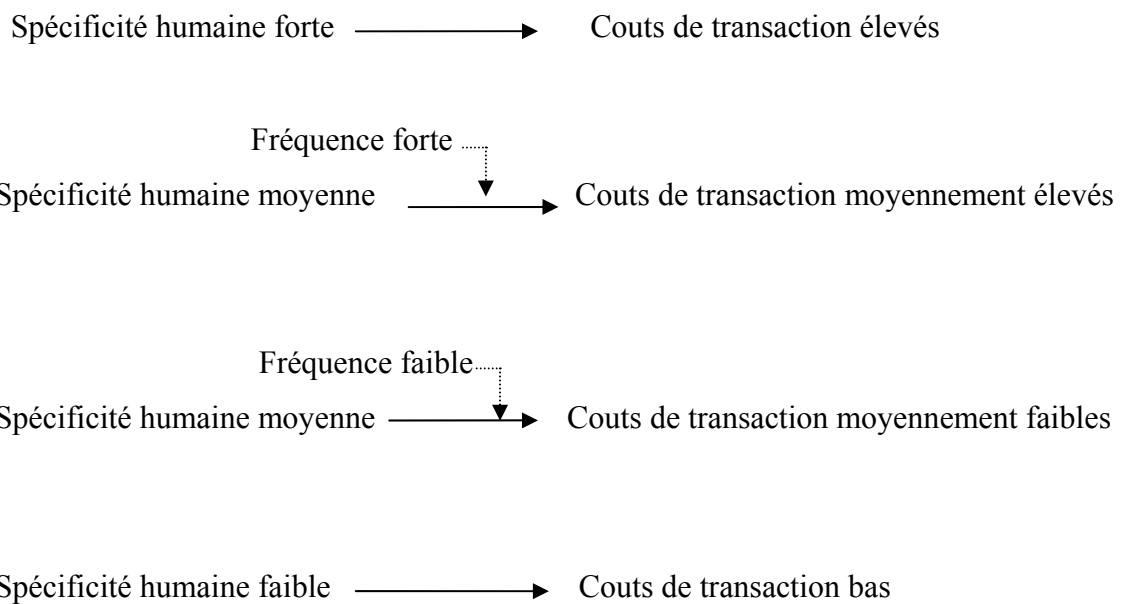 Spécificité humaine forte Couts de transaction élevés
Fréquence forte
Spécificité humaine moyenne Couts de transaction moyennement élevés
Fréquence faible
Spécificité humaine moyenne Couts de transaction moyennement faibles
Spécificité humaine faible Couts de transaction bas